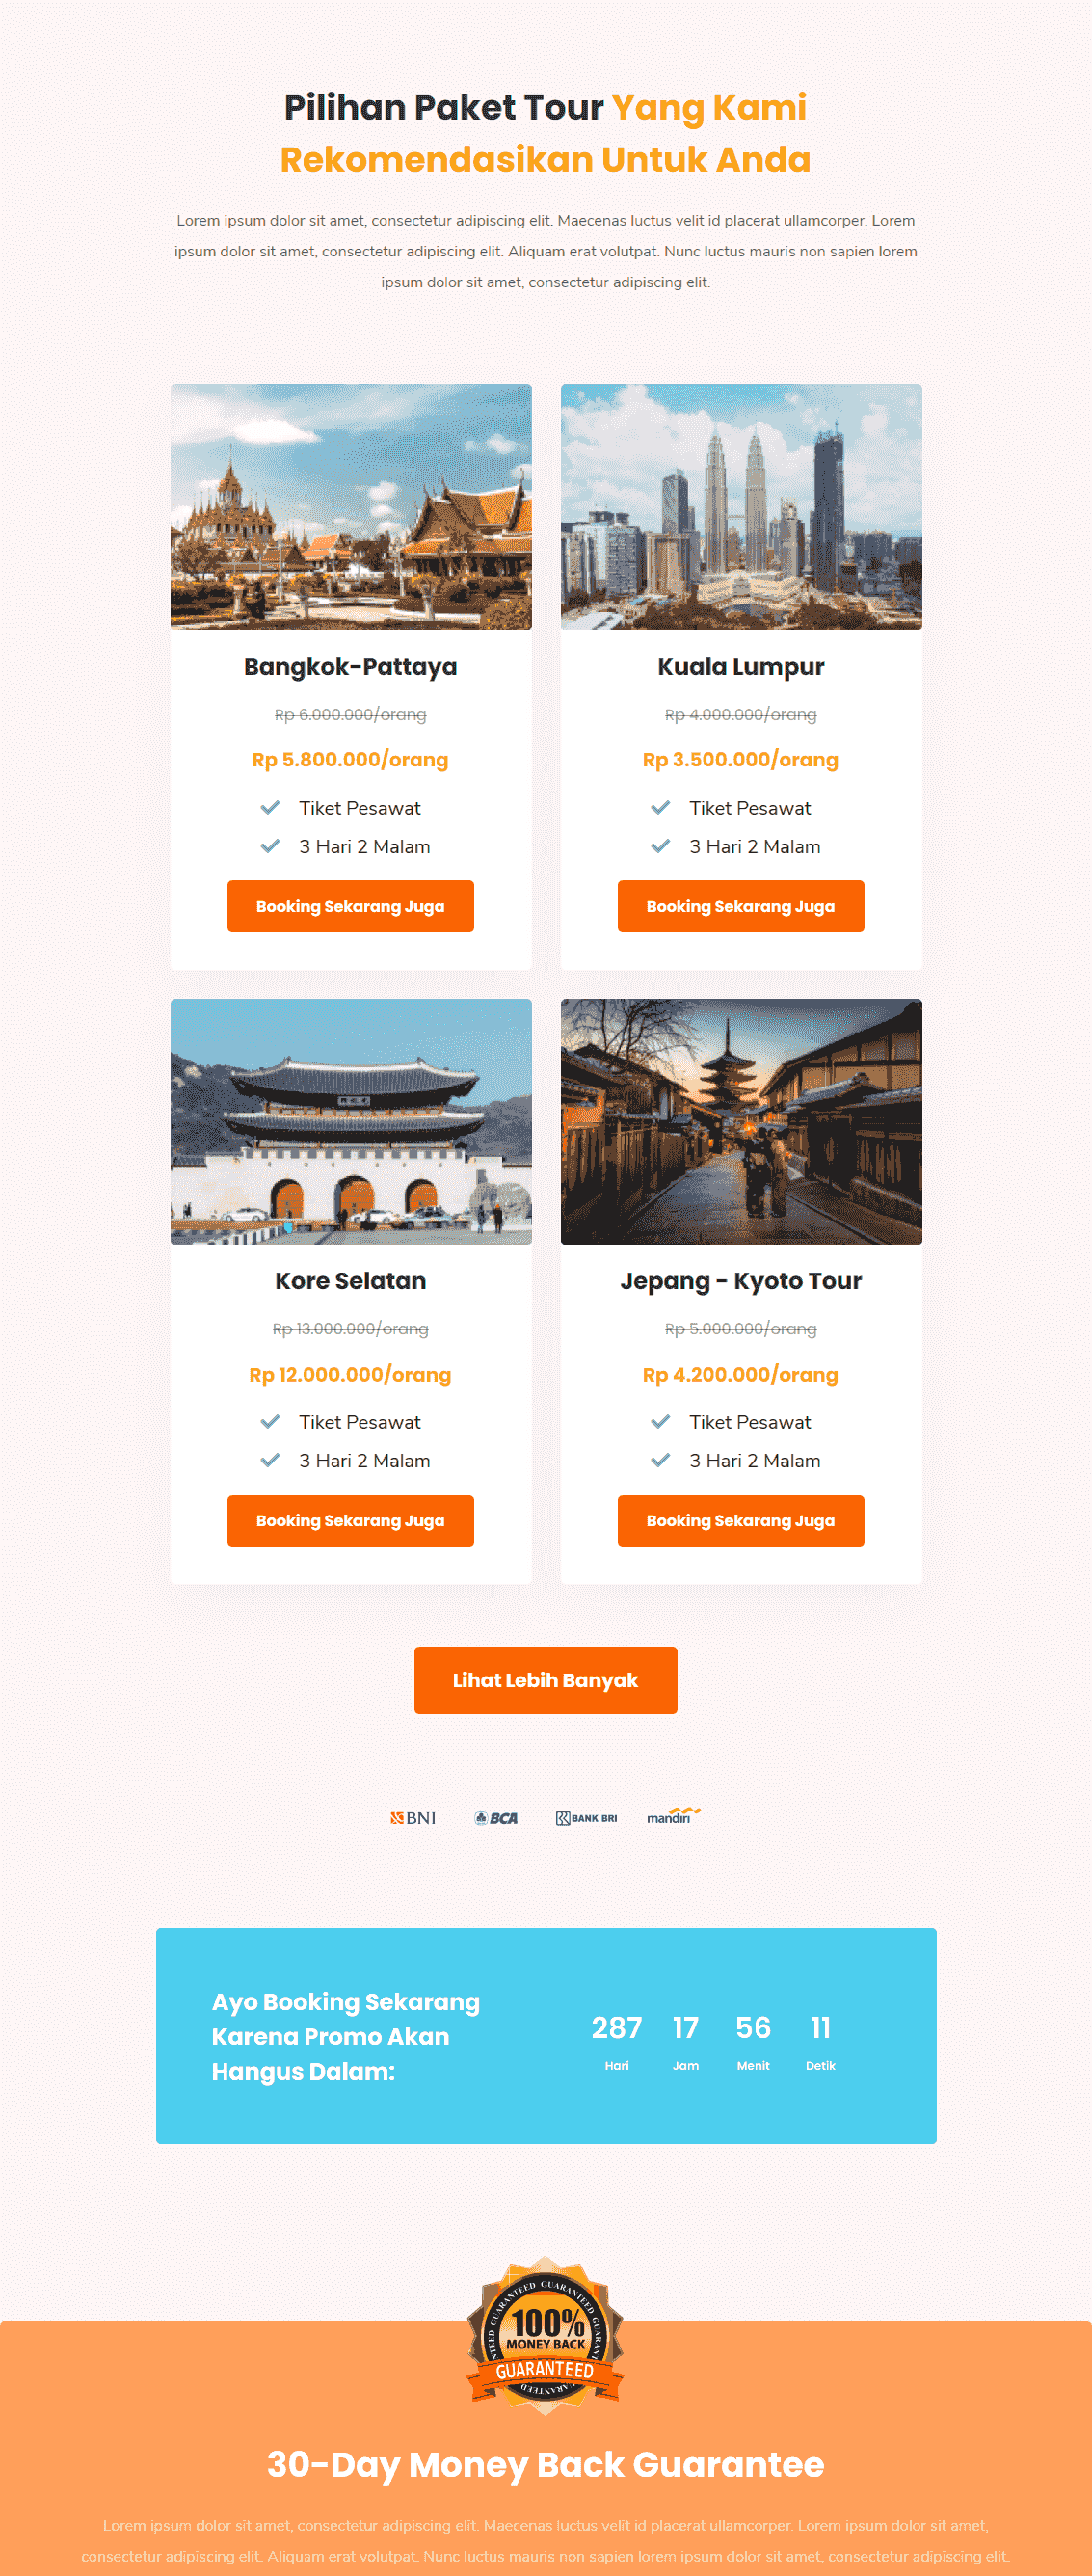 Pilihan Paket Tour Yang Kami
Rekomendasikan Untuk Anda
Lorem ipsum dolor sit amet, consectetur adipiscing elit. Maecenas luctus velit id placerat ullamcorper. Lorem
ipsum dolor sit amet, consectetur adipiscing elit. Aliquam erat volutpat. Nunc luctus mauris non sapien lorem
ipsum dolor sit amet, consectetur adipiscing elit.
Bangkok-Pattaya
Rp 6.000.000/orang
Rp 5.800.000/orang
Tiket Pesawat
3 Hari 2 Malam
Booking Sekarang Juga
Kuala Lumpur
Rp 4.000.000/orang
Rp 3.500.000/orang
Tiket Pesawat
3 Hari 2 Malam
Booking Sekarang Juga
Kore Selatan
Rp 13.000.000/orang
Rp 12.000.000/orang
Tiket Pesawat
3 Hari 2 Malam
Booking Sekarang Juga
Jepang - Kyoto Tour
Rp 5.000.000/orang
Rp 4.200.000/orang
Tiket Pesawat
3 Hari 2 Malam
Booking Sekarang Juga
Lihat Lebih Banyak
BNI BCA BANK BRI mandiri
Ayo Booking Sekarang
Karena Promo Akan
Hangus Dalam:
287 17 56 11
Hari Jam Menit Detik
GUARANTEED GUARANTEED
100%
MONEY BACK
GUARANTEED
30-Day Money Back Guarantee
Lorem ipsum dolor sit amet, consectetur adipiscing elit. Maecenas luctus velit id placerat ullamcorper. Lorem ipsum dolor sit amet,
consectetur adipiscing elit. Aliquam erat volutpat. Nunc luctus mauris non sapien lorem ipsum dolor sit amet, consectetur adipiscing elit.